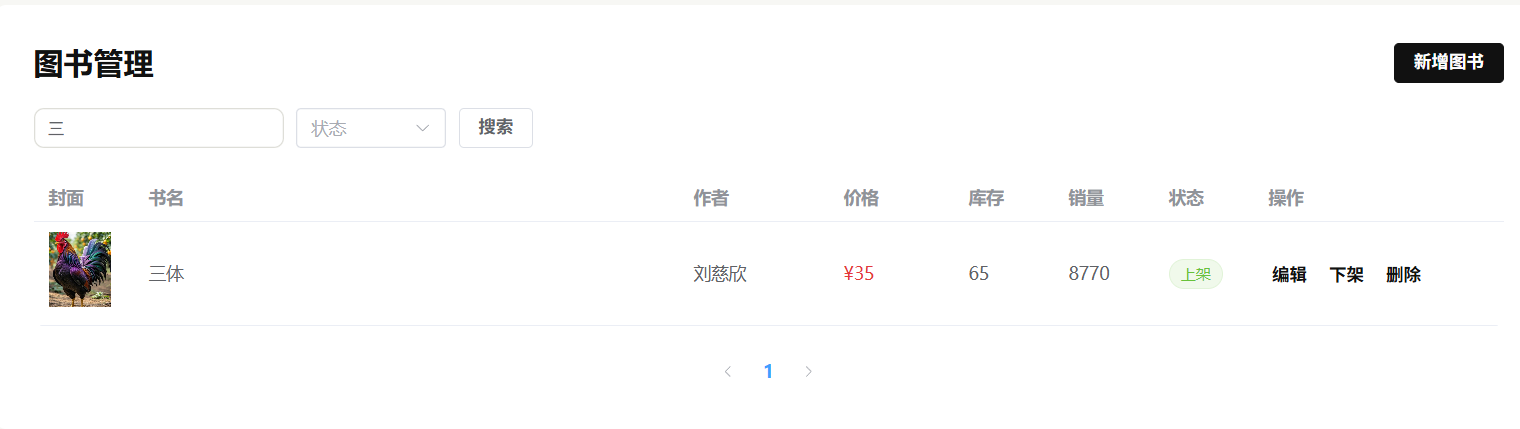 图书管理
新增图书
三
状态
搜索
封面 书名 作者 价格 库存 销量 状态 操作
三体 刘慈欣 ¥35 65 8770 上架 编辑 下架 删除
1